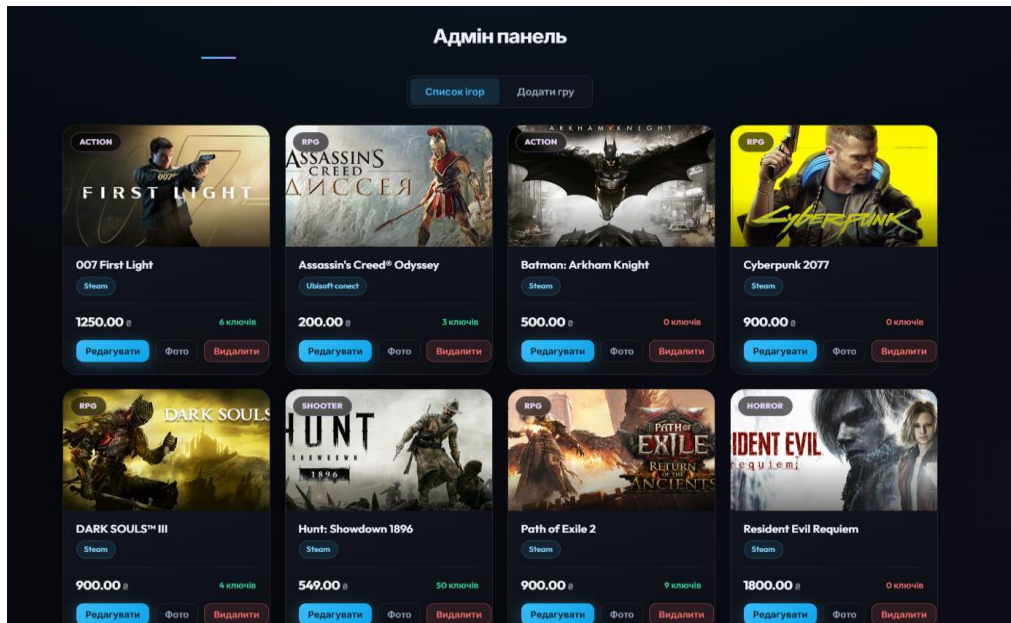 Адмін панель
Список ігор Додати гру
ACTION
007
FIRST LIGHT
RPG
ASSASSIN'S
CREED
ОДИССЕЯ
ACTION
ARKHAM KNIGHT
RPG
Cyberpunk
007 First Light
Assassin's Creed® Odyssey
Batman: Arkham Knight
Cyberpunk 2077
Steam
Ubisoft conect
Steam
Steam
1250.00 ₴ 6 ключів
200.00 ₴ 3 ключів
500.00 ₴ 0 ключів
900.00 ₴ 0 ключів
Редагувати Фото Видалити
Редагувати Фото Видалити
Редагувати Фото Видалити
Редагувати Фото Видалити
RPG
DARK SOULS
SHOOTER
HUNT
SHOWDOWN
1896
RPG
PATH OF
EXILE
RETURN
OF THE
ANCIENTS
HORROR
IDENT EVIL
requiem
DARK SOULS™ III
Hunt: Showdown 1896
Path of Exile 2
Resident Evil Requiem
Steam
Steam
Steam
Steam
900.00 ₴ 4 ключів
549.00 ₴ 50 ключів
900.00 ₴ 9 ключів
1800.00 ₴ 0 ключів
Редагувати Фото Видалити
Редагувати Фото Видалити
Редагувати Фото Видалити
Редагувати Фото Видалити